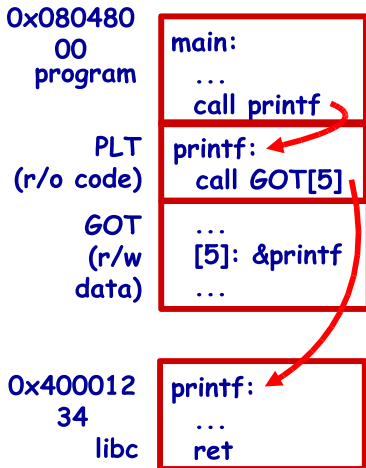 0x080480
00
program
main:
...
call printf
PLT
(r/o code)
printf:
call GOT[5]
GOT
(r/w
data)
...
[5]: &printf
...
0x400012
34
libc
printf:
...
ret